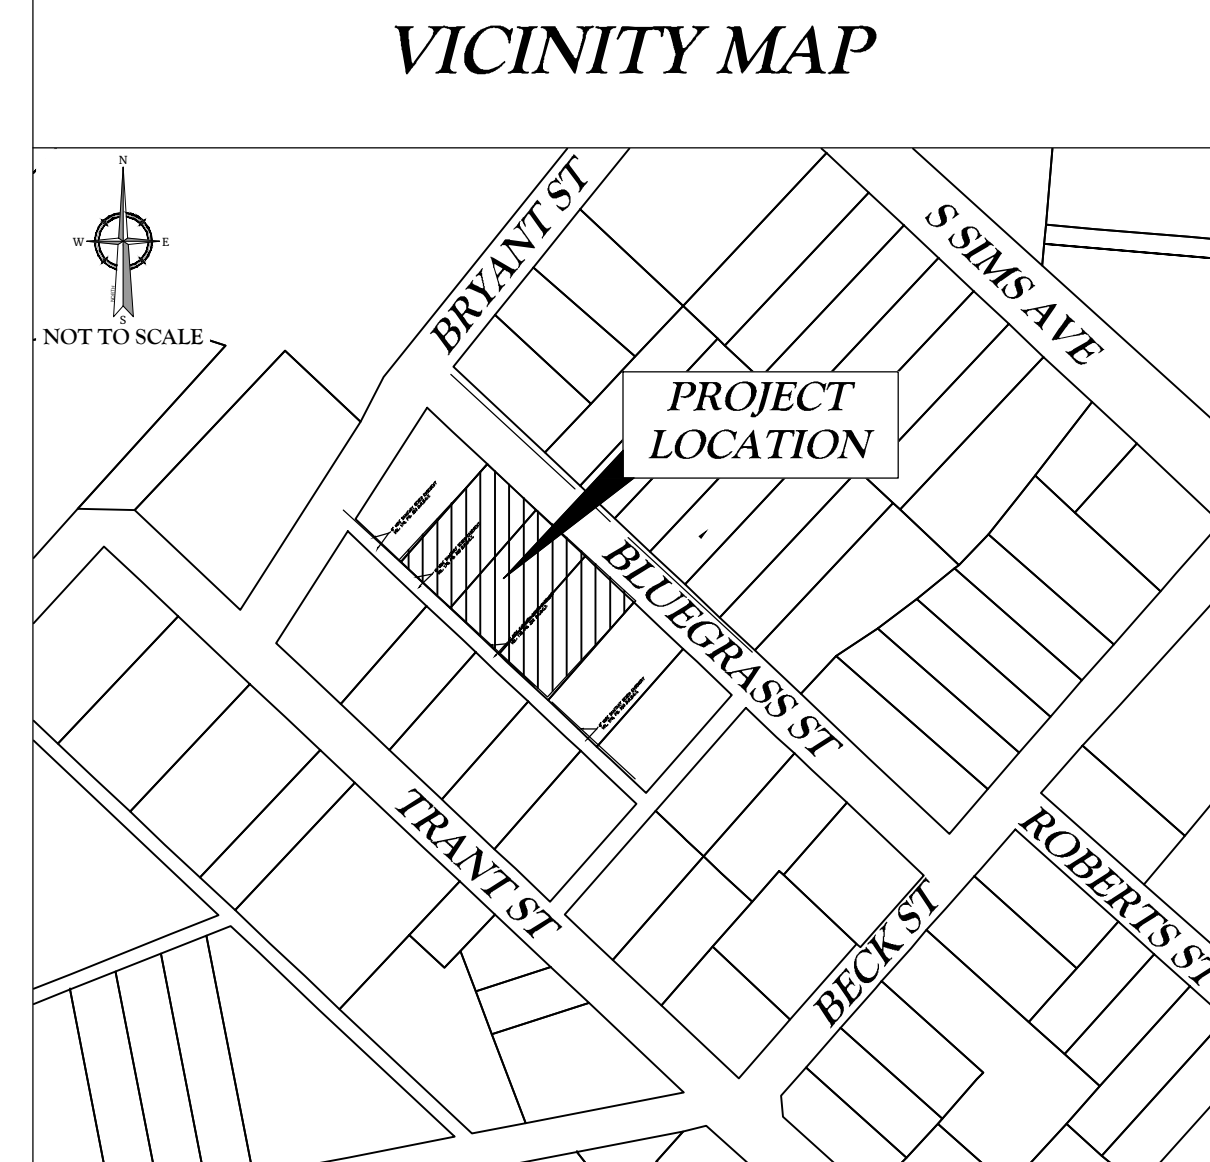 VICINITY MAP
N
W
E
NORTH
S
NOT TO SCALE
BRYANT ST
S SIMS AVE
PROJECT
LOCATION
BLUEGRASS ST
TRANT ST
BECK ST
ROBERTS ST